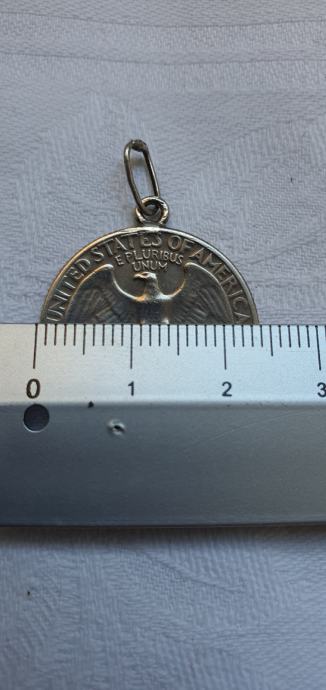 UNITED STATES OF AMERICA
E PLURIBUS
UNUM
0 1 2 3